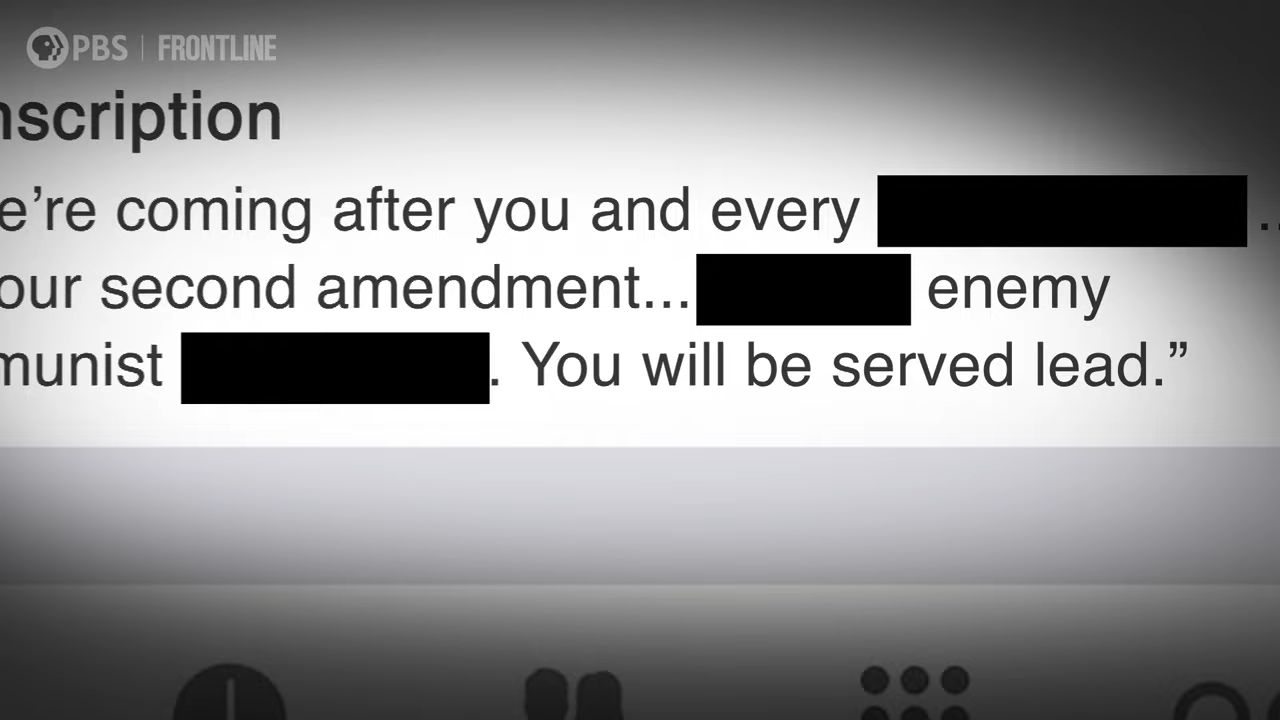 PBS | FRONTLINE
nscription
e’re coming after you and every ..
our second amendment... enemy
munist . You will be served lead.”